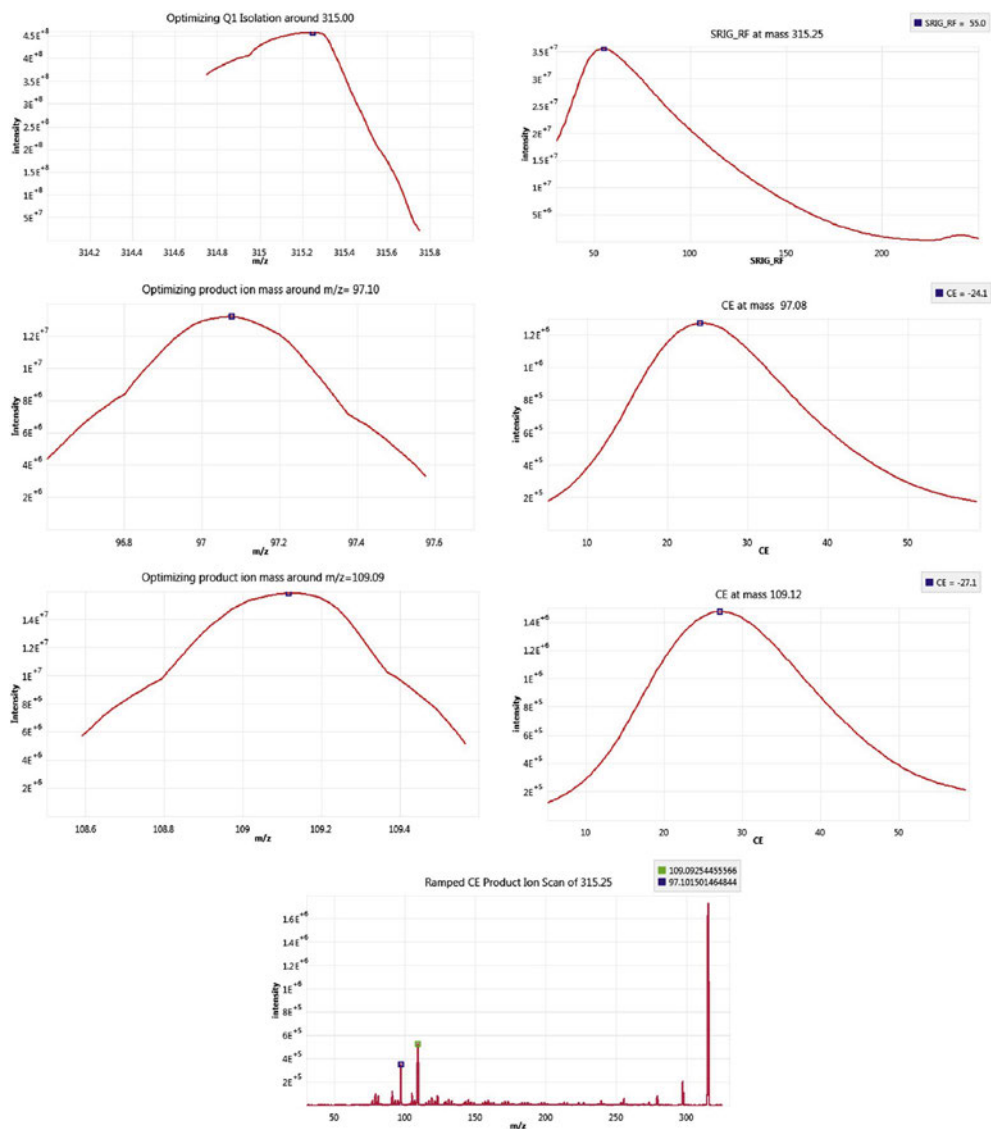 Optimizing Q1 Isolation around 315.00
4.5E+8
4E+8
3.5E+8
3E+8
2.5E+8
2E+8
1.5E+8
1E+8
5E+7
intensity
314.2 314.4 314.6 314.8 315 315.2 315.4 315.6 315.8
m/z
SRIG_RF = 55.0
SRIG_RF at mass 315.25
3.5E+7
3E+7
2.5E+7
2E+7
1.5E+7
1E+7
5E+6
intensity
50 100 150 200
SRIG_RF
Optimizing product ion mass around m/z= 97.10
1.2E+7
1E+7
8E+6
6E+6
4E+6
2E+6
Intensity
96.8 97 97.2 97.4 97.6
m/z
CE = -24.1
CE at mass 97.08
1.2E+6
1E+6
8E+5
6E+5
4E+5
2E+5
intensity
10 20 30 40 50
CE
Optimizing product ion mass around m/z=109.09
1.4E+7
1.2E+7
1E+7
8E+6
6E+6
4E+6
2E+6
Intensity
108.6 108.8 109 109.2 109.4
m/z
CE = -27.1
CE at mass 109.12
1.4E+6
1.2E+6
1E+6
8E+5
6E+5
4E+5
2E+5
intensity
10 20 30 40 50
CE
109.09254455566
97.101501464844
Ramped CE Product Ion Scan of 315.25
1.6E+6
1.4E+6
1.2E+6
1E+6
8E+5
6E+5
4E+5
2E+5
intensity
50 100 150 200 250 300
m/z